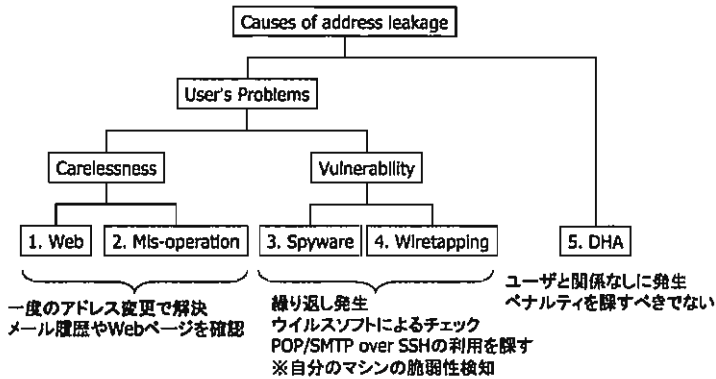 Causes of address leakage
User's Problems
Carelessness
Vulnerability
1. Web
2. Mis-operation
3. Spyware
4. Wiretapping
5. DHA
一度のアドレス変更で解決
メール履歴やWebページを確認
繰り返し発生
ウイルスソフトによるチェック
POP/SMTP over SSHの利用を課す
※自分のマシンの脆弱性検知
ユーザと関係なしに発生
ペナルティを課すべきでない